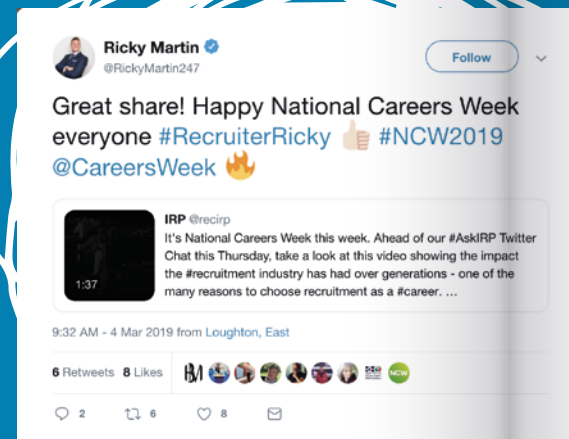 Ricky Martin
@RickyMartin247
Follow
Great share! Happy National Careers Week
everyone #RecruiterRicky 👍🏻 #NCW2019
@CareersWeek 🔥
IRP @recirp
It's National Careers Week this week. Ahead of our #AskIRP Twitter
Chat this Thursday, take a look at this video showing the impact
the #recruitment industry has had over generations - one of the
many reasons to choose recruitment as a #career. ...
1:37
9:32 AM - 4 Mar 2019 from Loughton, East
6 Retweets 8 Likes
NCW
2 6 8